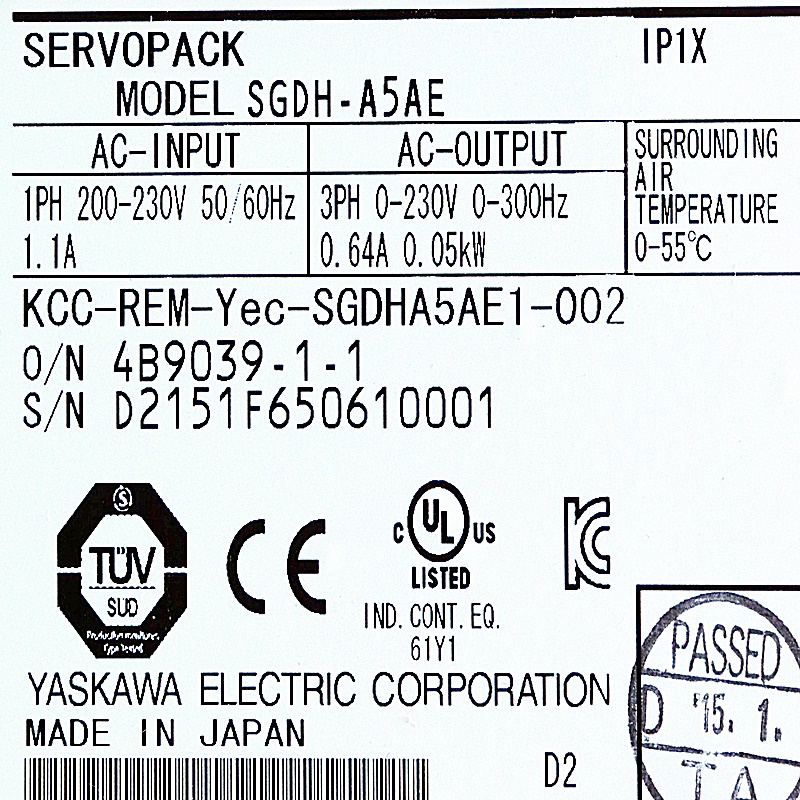 SERVOPACK IP1X
MODEL SGDH-A5AE
AC-INPUT AC-OUTPUT SURROUNDING
AIR
TEMPERATURE
0-55°C
1PH 200-230V 50/60Hz
1.1A
3PH 0-230V 0-300Hz
0.64A 0.05kW
KCC-REM-Yec-SGDHA5AE1-002
O/N 4B9039-1-1
S/N D2151F650610001
S
TÜV
SUD
C UL US
LISTED
IND. CONT. EQ.
61Y1
CE
KC
YASKAWA ELECTRIC CORPORATION
MADE IN JAPAN
D2
PASSED
D '15. 1.
TA